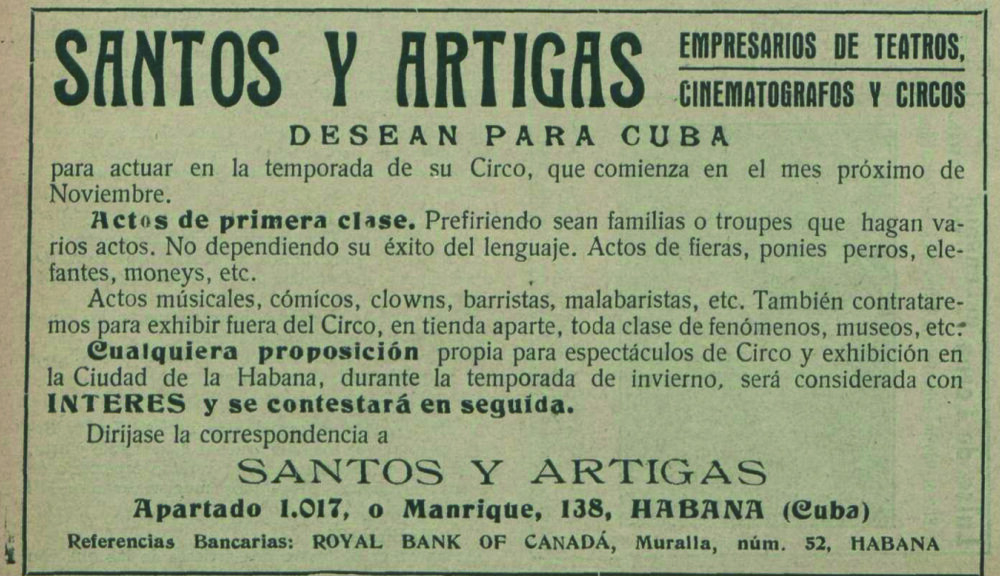 SANTOS Y ARTIGAS
EMPRESARIOS DE TEATROS,
CINEMATOGRAFOS Y CIRCOS
DESEAN PARA CUBA
para actuar en la temporada de su Circo, que comienza en el mes próximo de
Noviembre.
Actos de primera clase. Prefiriendo sean familias o troupes que hagan va-
rios actos. No dependiendo su éxito del lenguaje. Actos de fieras, ponies perros, ele-
fantes, moneys, etc.
Actos músicales, cómicos, clowns, barristas, malabaristas, etc. También contratare-
mos para exhibir fuera del Circo, en tienda aparte, toda clase de fenómenos, museos, etc.
Cualquiera proposición propia para espectáculos de Circo y exhibición en
la Ciudad de la Habana, durante la temporada de invierno, será considerada con
INTERES y se contestará en seguida.
Diríjase la correspondencia a
SANTOS Y ARTIGAS
Apartado 1.017, o Manrique, 138, HABANA (Cuba)
Referencias Bancarias: ROYAL BANK OF CANADÁ, Muralla, núm. 52, HABANA